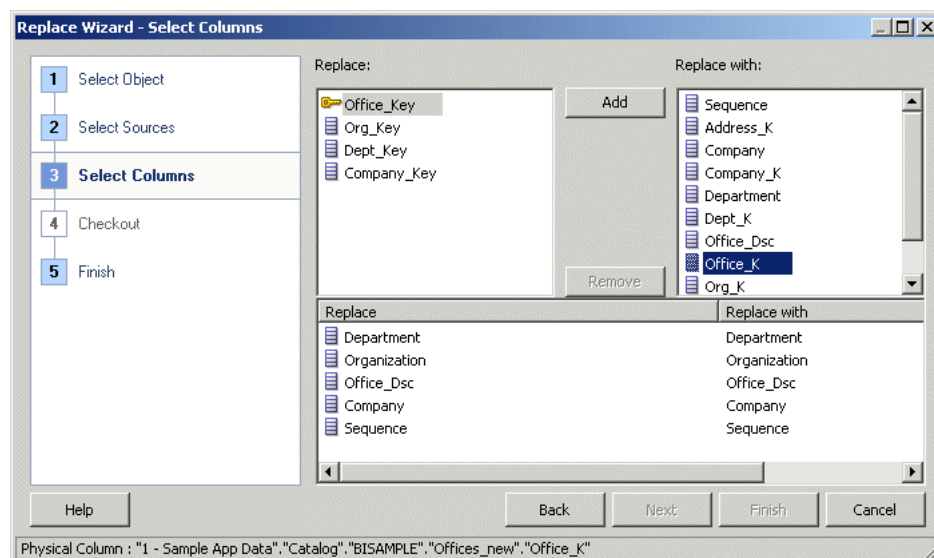 Replace Wizard - Select Columns
1 Select Object
2 Select Sources
3 Select Columns
4 Checkout
5 Finish
Replace:
Office_Key
Org_Key
Dept_Key
Company_Key
Add
Remove
Replace with:
Sequence
Address_K
Company
Company_K
Department
Dept_K
Office_Dsc
Office_K
Org_K
Replace Replace with
Department Department
Organization Organization
Office_Dsc Office_Dsc
Company Company
Sequence Sequence
Help Back Next Finish Cancel
Physical Column : "1 - Sample App Data"."Catalog"."BISAMPLE"."Offices_new"."Office_K"